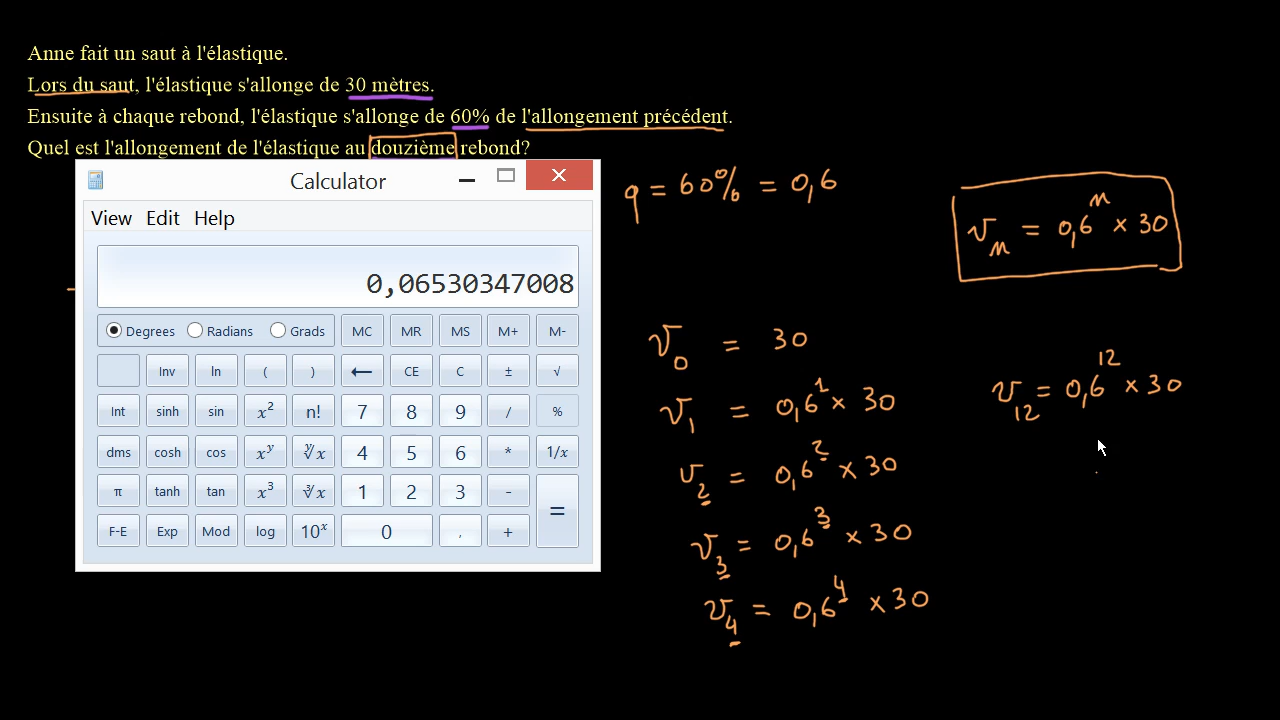 Anne fait un saut à l'élastique.
Lors du saut, l'élastique s'allonge de 30 mètres.
Ensuite à chaque rebond, l'élastique s'allonge de 60% de l'allongement précédent.
Quel est l'allongement de l'élastique au douzième rebond?
Calculator
View Edit Help
0,06530347008
Degrees Radians Grads MC MR MS M+ M-
Inv ln ( ) ← CE C ± √
Int sinh sin x² n! 7 8 9 / %
dms cosh cos xʸ ʸ√x 4 5 6 * 1/x
π tanh tan x³ ³√x 1 2 3 - =
F-E Exp Mod log 10ˣ 0 , +
q = 60% = 0,6
vₙ = 0,6ⁿ × 30
v₀ = 30
v₁ = 0,6¹ × 30
v₂ = 0,6² × 30
v₃ = 0,6³ × 30
v₄ = 0,6⁴ × 30
v₁₂ = 0,6¹² × 30